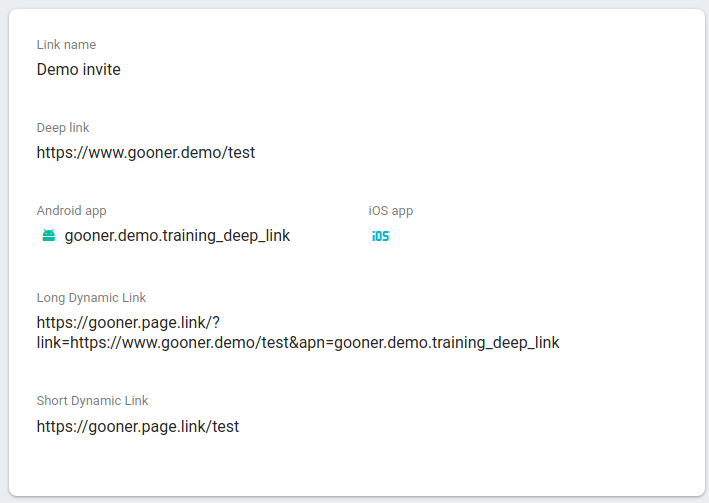 Link name
Demo invite
Deep link
https://www.gooner.demo/test
Android app
iOS app
gooner.demo.training_deep_link
iOS
Long Dynamic Link
https://gooner.page.link/?
link=https://www.gooner.demo/test&apn=gooner.demo.training_deep_link
Short Dynamic Link
https://gooner.page.link/test